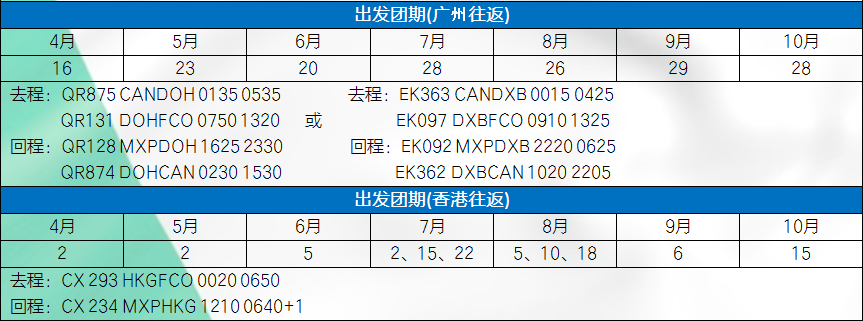 出发团期(广州往返)
4月 5月 6月 7月 8月 9月 10月
16 23 20 28 26 29 28
去程：QR875 CANDOH 0135 0535 去程：EK363 CANDXB 0015 0425
QR131 DOHFCO 0750 1320 或 EK097 DXBFCO 0910 1325
回程：QR128 MXPDOH 1625 2330 回程：EK092 MXPDXB 2220 0625
QR874 DOHCAN 0230 1530 EK362 DXBCAN 1020 2205
出发团期(香港往返)
4月 5月 6月 7月 8月 9月 10月
2 2 5 2、15、22 5、10、18 6 15
去程：CX 293 HKGFCO 0020 0650
回程：CX 234 MXPHKG 1210 0640+1